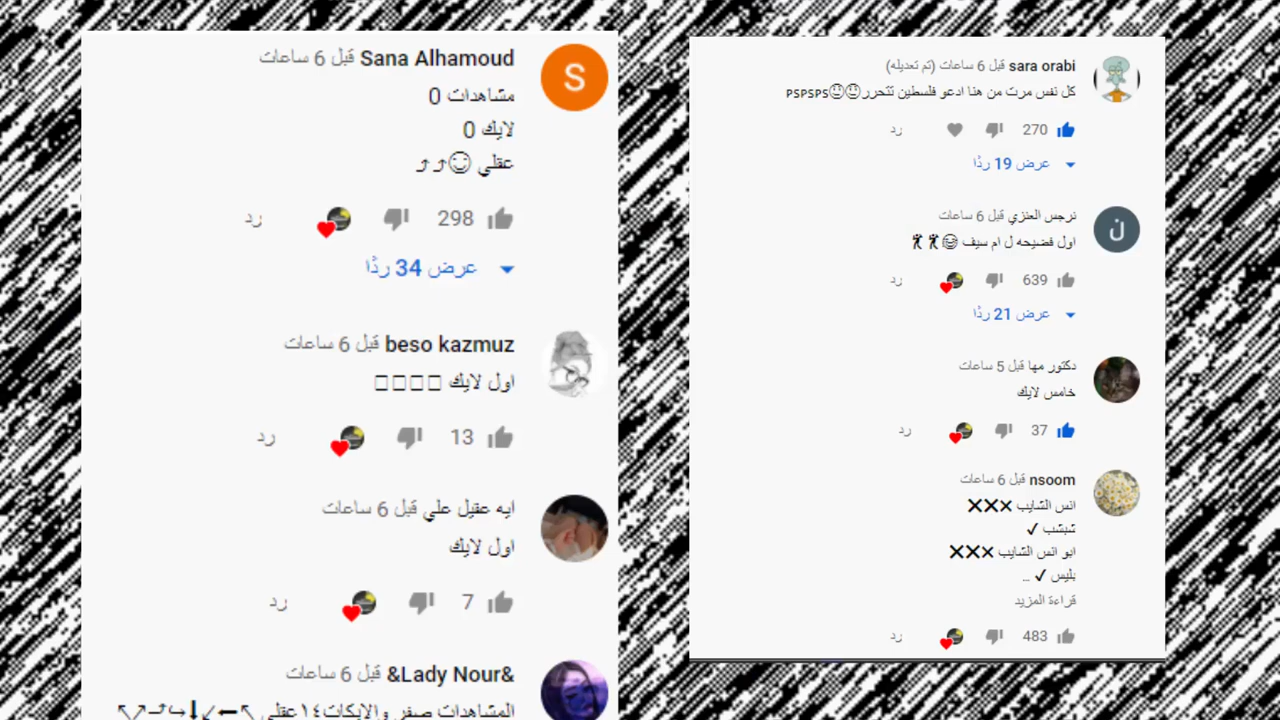 Sana Alhamoud قبل 6 ساعات
S
مشاهدات 0
لايك 0
عقلي 😐⤴⤴
298
رد
عرض 34 ردًا
beso kazmuz قبل 6 ساعات
اول لايك □□□□
13
رد
ايه عقيل علي قبل 6 ساعات
اول لايك
7
رد
&Lady Nour& قبل 6 ساعات
المشاهدات صفر والايكات١٤عقلي ↖⬅↙⬇↪⤴↗↖
sara orabi قبل 6 ساعات (تم تعديله)
كل نفس مرت من هنا ادعو فلسطين تتحرر🙂🙂PSPSPS
270
رد
عرض 19 ردًا
نرجس العنزي قبل 6 ساعات
ن
اول فضيحه ل ام سيف 😂🕺🕺
639
رد
عرض 21 ردًا
دكتور مها قبل 5 ساعات
خامس لايك
37
رد
nsoom قبل 6 ساعات
انس الشايب ❌❌❌
شبشب ✔
ابو انس الشايب ❌❌❌
بليس ✔ ...
قراءة المزيد
483
رد